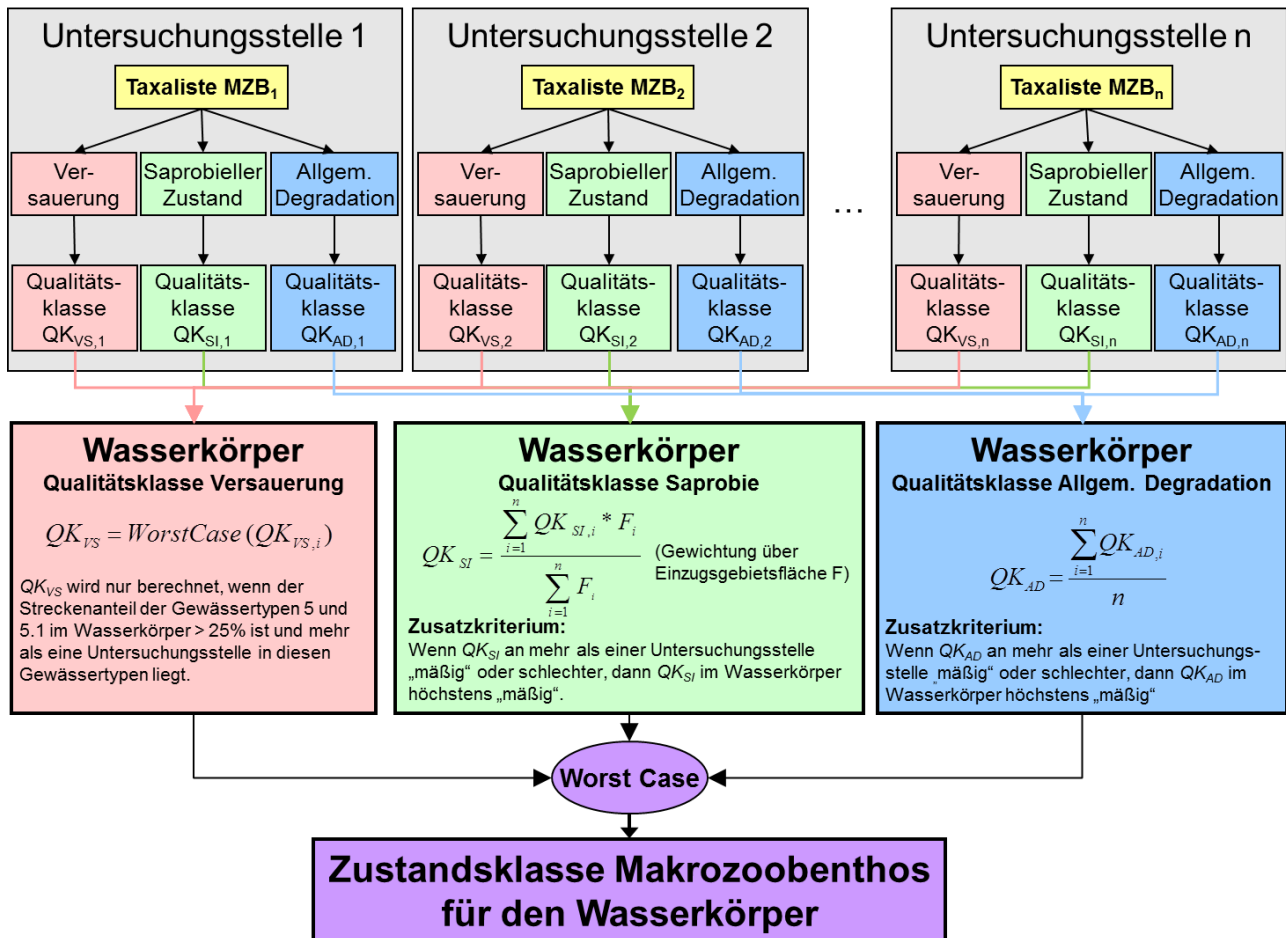 Untersuchungsstelle 1
Taxaliste MZB1
Ver-
sauerung
Saprobieller
Zustand
Allgem.
Degradation
Qualitäts-
klasse
QKVS,1
Qualitäts-
klasse
QKSI,1
Qualitäts-
klasse
QKAD,1
Untersuchungsstelle 2
Taxaliste MZB2
Ver-
sauerung
Saprobieller
Zustand
Allgem.
Degradation
Qualitäts-
klasse
QKVS,2
Qualitäts-
klasse
QKSI,2
Qualitäts-
klasse
QKAD,2
...
Untersuchungsstelle n
Taxaliste MZBn
Ver-
sauerung
Saprobieller
Zustand
Allgem.
Degradation
Qualitäts-
klasse
QKVS,n
Qualitäts-
klasse
QKSI,n
Qualitäts-
klasse
QKAD,n
Wasserkörper
Qualitätsklasse Versauerung
QKVS = WorstCase(QKVS,i)
QKVS wird nur berechnet, wenn der
Streckenanteil der Gewässertypen 5 und
5.1 im Wasserkörper > 25% ist und mehr
als eine Untersuchungsstelle in diesen
Gewässertypen liegt.
Wasserkörper
Qualitätsklasse Saprobie
QKSI = ∑i=1n QKSI,i * Fi / ∑i=1n Fi
(Gewichtung über
Einzugsgebietsfläche F)
Zusatzkriterium:
Wenn QKSI an mehr als einer Untersuchungsstelle
„mäßig“ oder schlechter, dann QKSI im Wasserkörper
höchstens „mäßig“.
Wasserkörper
Qualitätsklasse Allgem. Degradation
QKAD = ∑i=1n QKAD,i / n
Zusatzkriterium:
Wenn QKAD an mehr als einer Untersuchungs-
stelle „mäßig“ oder schlechter, dann QKAD im
Wasserkörper höchstens „mäßig“
Worst Case
Zustandsklasse Makrozoobenthos
für den Wasserkörper